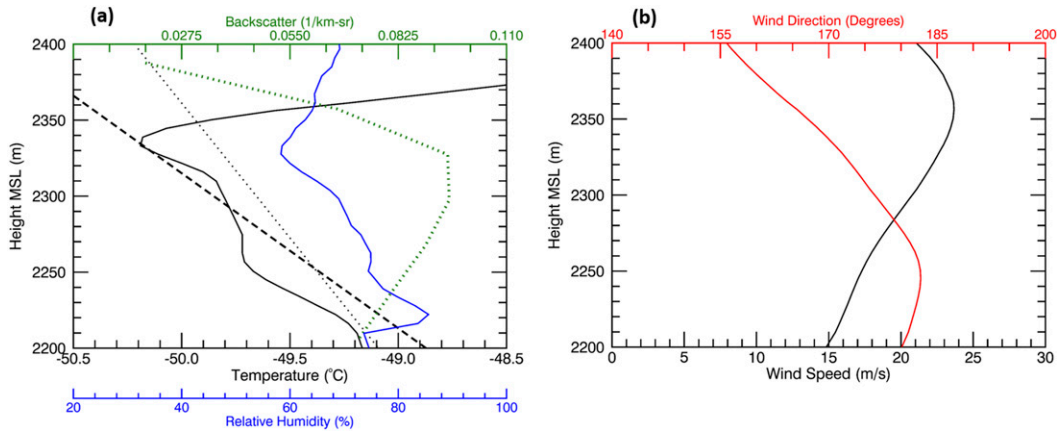 (a)
Backscatter (1/km-sr)
0.0275 0.0550 0.0825 0.110
2400
2350
2300
2250
2200
Height MSL (m)
-50.5 -50.0 -49.5 -49.0 -48.5
Temperature (°C)
20 40 60 80 100
Relative Humidity (%)
(b)
Wind Direction (Degrees)
140 155 170 185 200
2400
2350
2300
2250
2200
Height MSL (m)
0 5 10 15 20 25 30
Wind Speed (m/s)